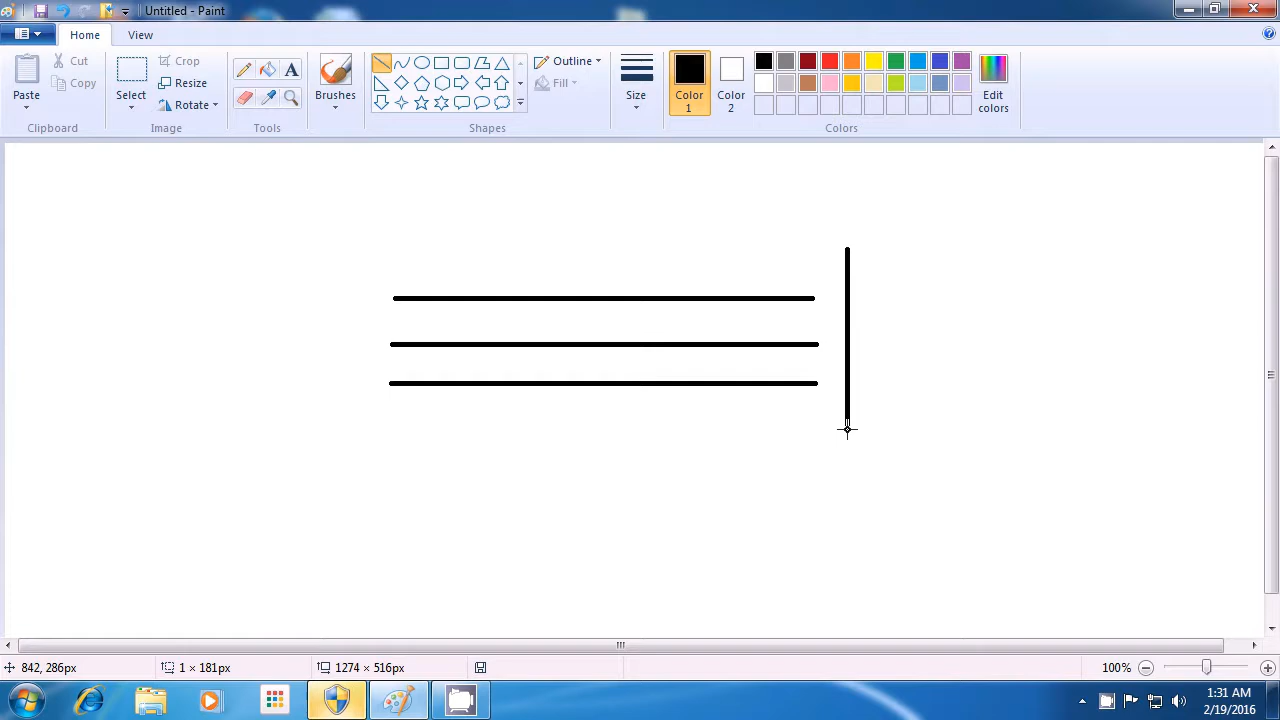 Untitled - Paint
Home View
Paste
Cut
Copy
Clipboard
Select
Crop
Resize
Rotate
Image
Tools
Brushes
Shapes
Outline
Fill
Size
Color 1
Color 2
Edit colors
Colors
842, 286px
1 × 181px
1274 × 516px
100%
1:31 AM
2/19/2016